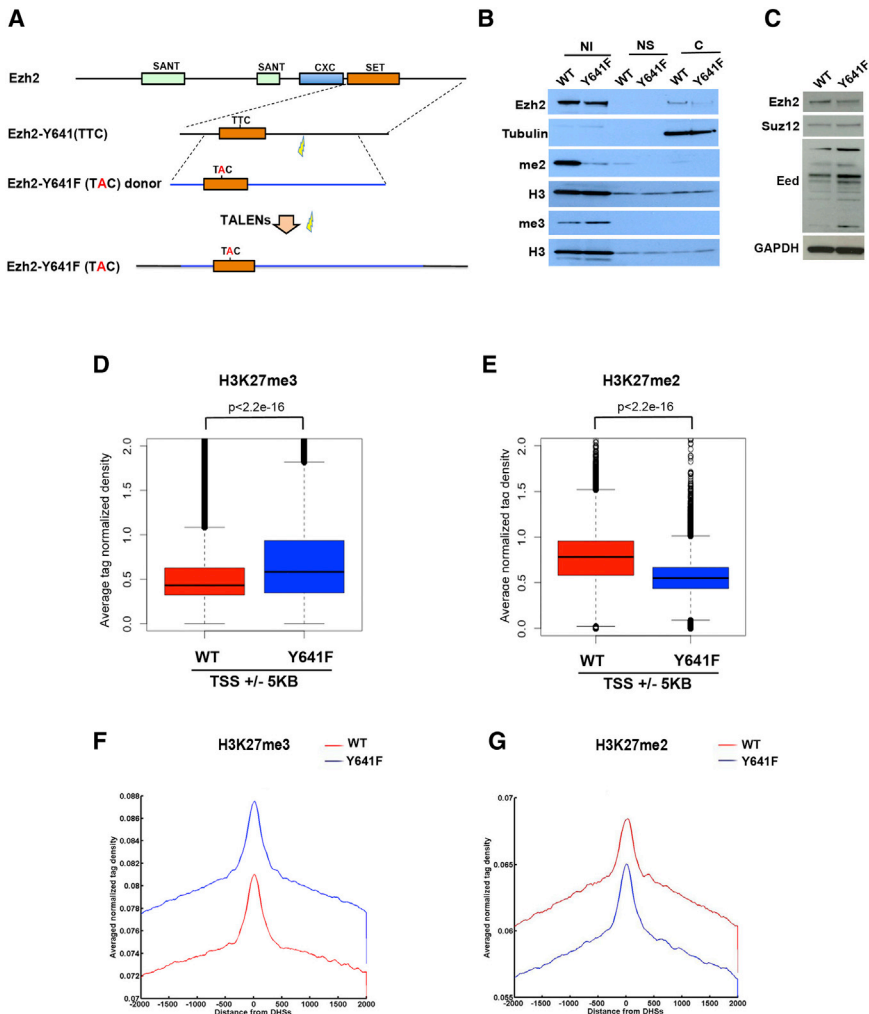 A
SANT
SANT
CXC
SET
Ezh2
TTC
Ezh2-Y641(TTC)
TAC
Ezh2-Y641F (TAC) donor
TALENs
TAC
Ezh2-Y641F (TAC)
B
NI
NS
C
WT
Y641F
WT
Y641F
WT
Y641F
Ezh2
Tubulin
me2
H3
me3
H3
C
WT
Y641F
Ezh2
Suz12
Eed
GAPDH
D
H3K27me3
p<2.2e-16
Average tag normalized density
2.0
1.5
1.0
0.5
0.0
WT
Y641F
TSS +/- 5KB
E
H3K27me2
p<2.2e-16
Average normalized tag density
2.0
1.5
1.0
0.5
0.0
WT
Y641F
TSS +/- 5KB
F
H3K27me3
WT
Y641F
Averaged normalized tag density
0.088
0.086
0.084
0.082
0.08
0.078
0.076
0.074
0.072
0.07
-2000
-1500
-1000
-500
0
500
1000
1500
2000
Distance from DHSs
G
H3K27me2
WT
Y641F
Averaged normalized tag density
0.07
0.065
0.06
0.055
-2000
-1500
-1000
-500
0
500
1000
1500
2000
Distance from DHSs